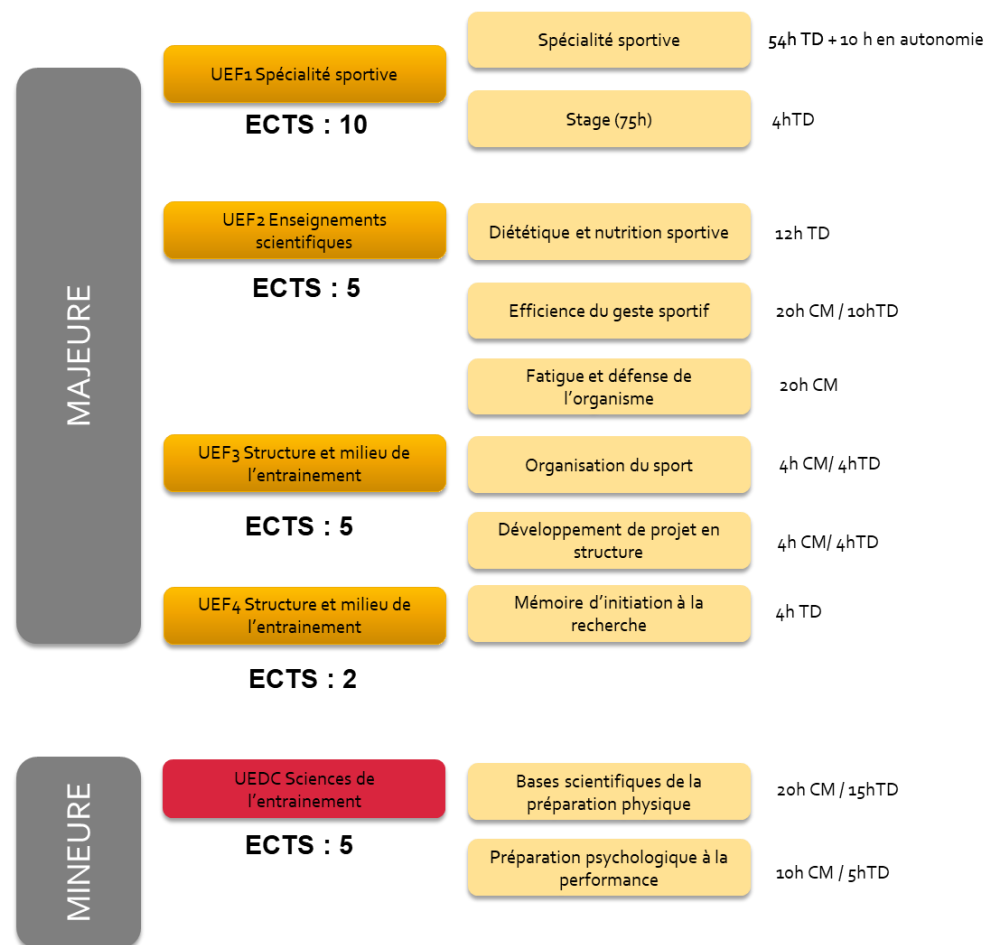 MAJEURE
UEF1 Spécialité sportive
ECTS : 10
Spécialité sportive
54h TD + 10 h en autonomie
Stage (75h)
4hTD
UEF2 Enseignements
scientifiques
ECTS : 5
Diététique et nutrition sportive
12h TD
Efficience du geste sportif
20h CM / 10hTD
Fatigue et défense de
l’organisme
20h CM
UEF3 Structure et milieu de
l’entrainement
ECTS : 5
Organisation du sport
4h CM/ 4hTD
Développement de projet en
structure
4h CM/ 4hTD
UEF4 Structure et milieu de
l’entrainement
ECTS : 2
Mémoire d’initiation à la
recherche
4h TD
MINEURE
UEDC Sciences de
l’entrainement
ECTS : 5
Bases scientifiques de la
préparation physique
20h CM / 15hTD
Préparation psychologique à la
performance
10h CM / 5hTD